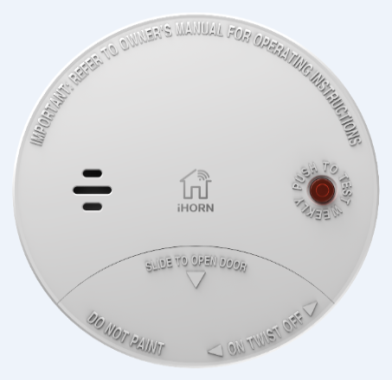 IMPORTANT: REFER TO OWNER'S MANUAL FOR OPERATING INSTRUCTIONS
PUSH TO TEST WEEKLY
iHORN
SLIDE TO OPEN DOOR
DO NOT PAINT
ON TWIST OFF